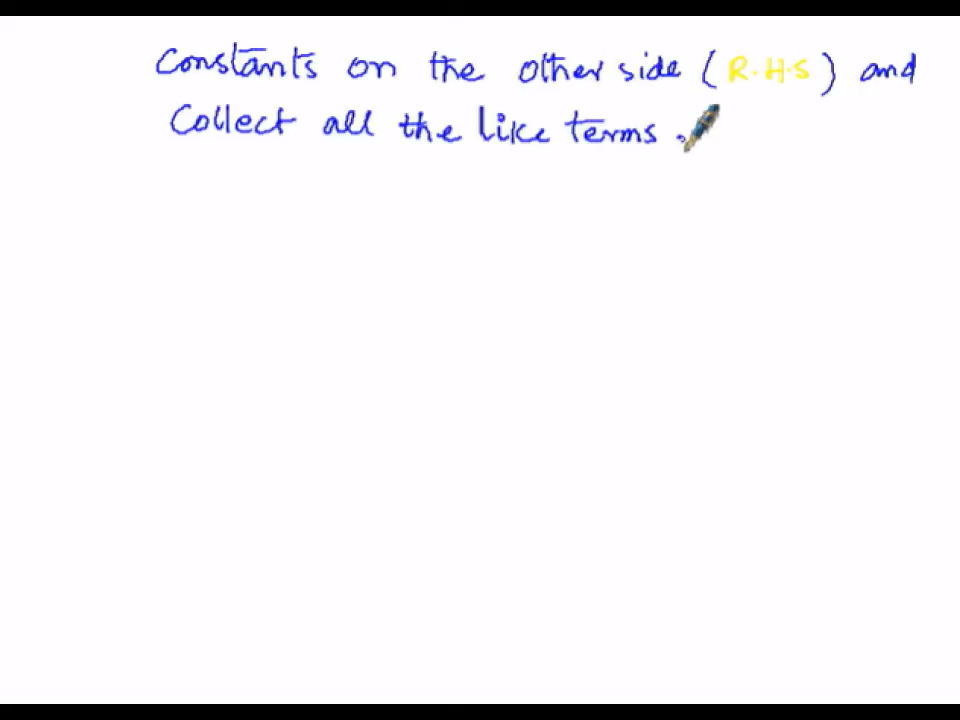 Constants on the other side (R.H.S) and
Collect all the like terms.